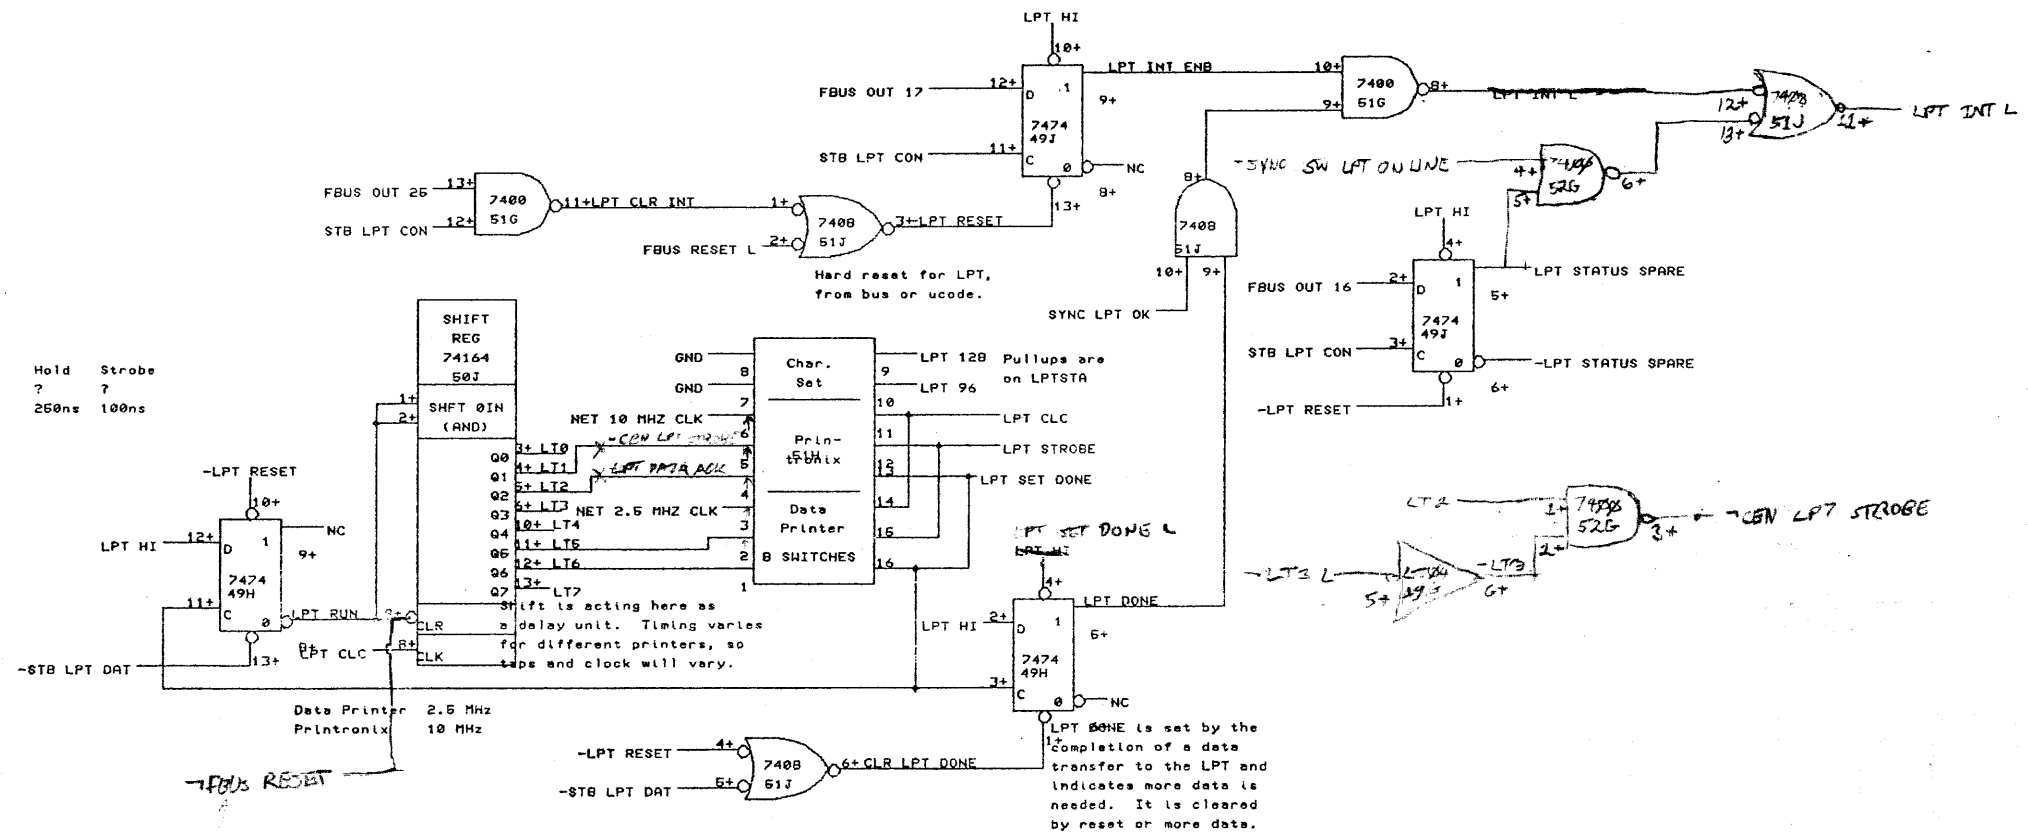 LPT HI
10+
12+
FBUS OUT 17
D
1
9+
7474
49J
11+
STB LPT CON
C
0
NC
8+
13+
LPT INT ENB
10+
7400
51G
8+
9+
LPT INT L
12+
7408
51J
13+
11+
LPT INT L
¬SYNC SW LPT ONLINE
4+
52G
5+
6+
FBUS OUT 25
13+
7400
51G
STB LPT CON
12+
11+
LPT CLR INT
1+
7408
51J
FBUS RESET L
2+
3+
-LPT RESET
Hard reset for LPT,
from bus or ucode.
8+
7408
51J
10+
9+
SYNC LPT OK
LPT HI
4+
FBUS OUT 16
2+
D
1
5+
LPT STATUS SPARE
7474
49J
STB LPT CON
3+
C
0
-LPT STATUS SPARE
6+
-LPT RESET
1+
Hold Strobe
? ?
250ns 100ns
SHIFT
REG
74164
50J
1+
2+
SHFT 0IN
(AND)
Q0
3+ LT0
Q1
4+ LT1
Q2
5+ LT2
Q3
6+ LT3
Q4
10+ LT4
Q5
11+ LT5
Q6
12+ LT6
Q7
13+ LT7
CLR
9+
CLK
8+
LPT CLC
GND
8
GND
7
NET 10 MHZ CLK
6
¬CEN LPT STROBE
5
LPT DATA ACK
4
NET 2.5 MHZ CLK
3
2
1
Char.
Set
Prin-
tronix
51H
Data
Printer
8 SWITCHES
9
LPT 128
10
LPT 96
Pullups are
on LPTSTA
11
LPT CLC
12
LPT STROBE
13
LPT SET DONE
14
15
16
-LPT RESET
10+
LPT HI
12+
D
1
NC
9+
7474
49H
11+
C
0
LPT RUN
8+
-STB LPT DAT
13+
Shift is acting here as
a delay unit. Timing varies
for different printers, so
taps and clock will vary.
Data Printer 2.5 MHz
Printronix 10 MHz
¬FBUS RESET
LPT SET DONE L
LPT HI
4+
LPT HI
2+
D
1
LPT DONE
5+
7474
49H
3+
C
0
NC
1+
-LPT RESET
4+
7408
51J
-STB LPT DAT
5+
6+
CLR LPT DONE
LPT DONE is set by the
completion of a data
transfer to the LPT and
indicates more data is
needed. It is cleared
by reset or more data.
LT2
1+
52G
2+
3+
¬CEN LPT STROBE
LT3 L
5+
¬LT3
6+